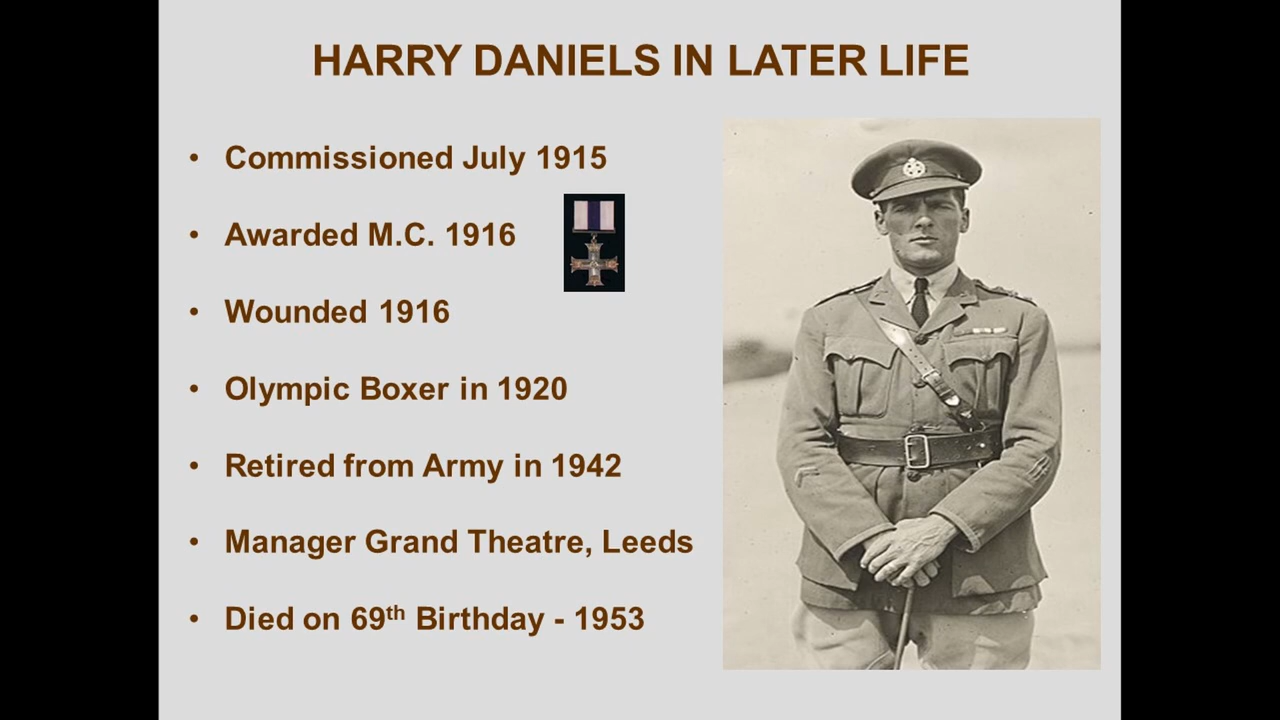 HARRY DANIELS IN LATER LIFE
• Commissioned July 1915
• Awarded M.C. 1916
• Wounded 1916
• Olympic Boxer in 1920
• Retired from Army in 1942
• Manager Grand Theatre, Leeds
• Died on 69th Birthday - 1953